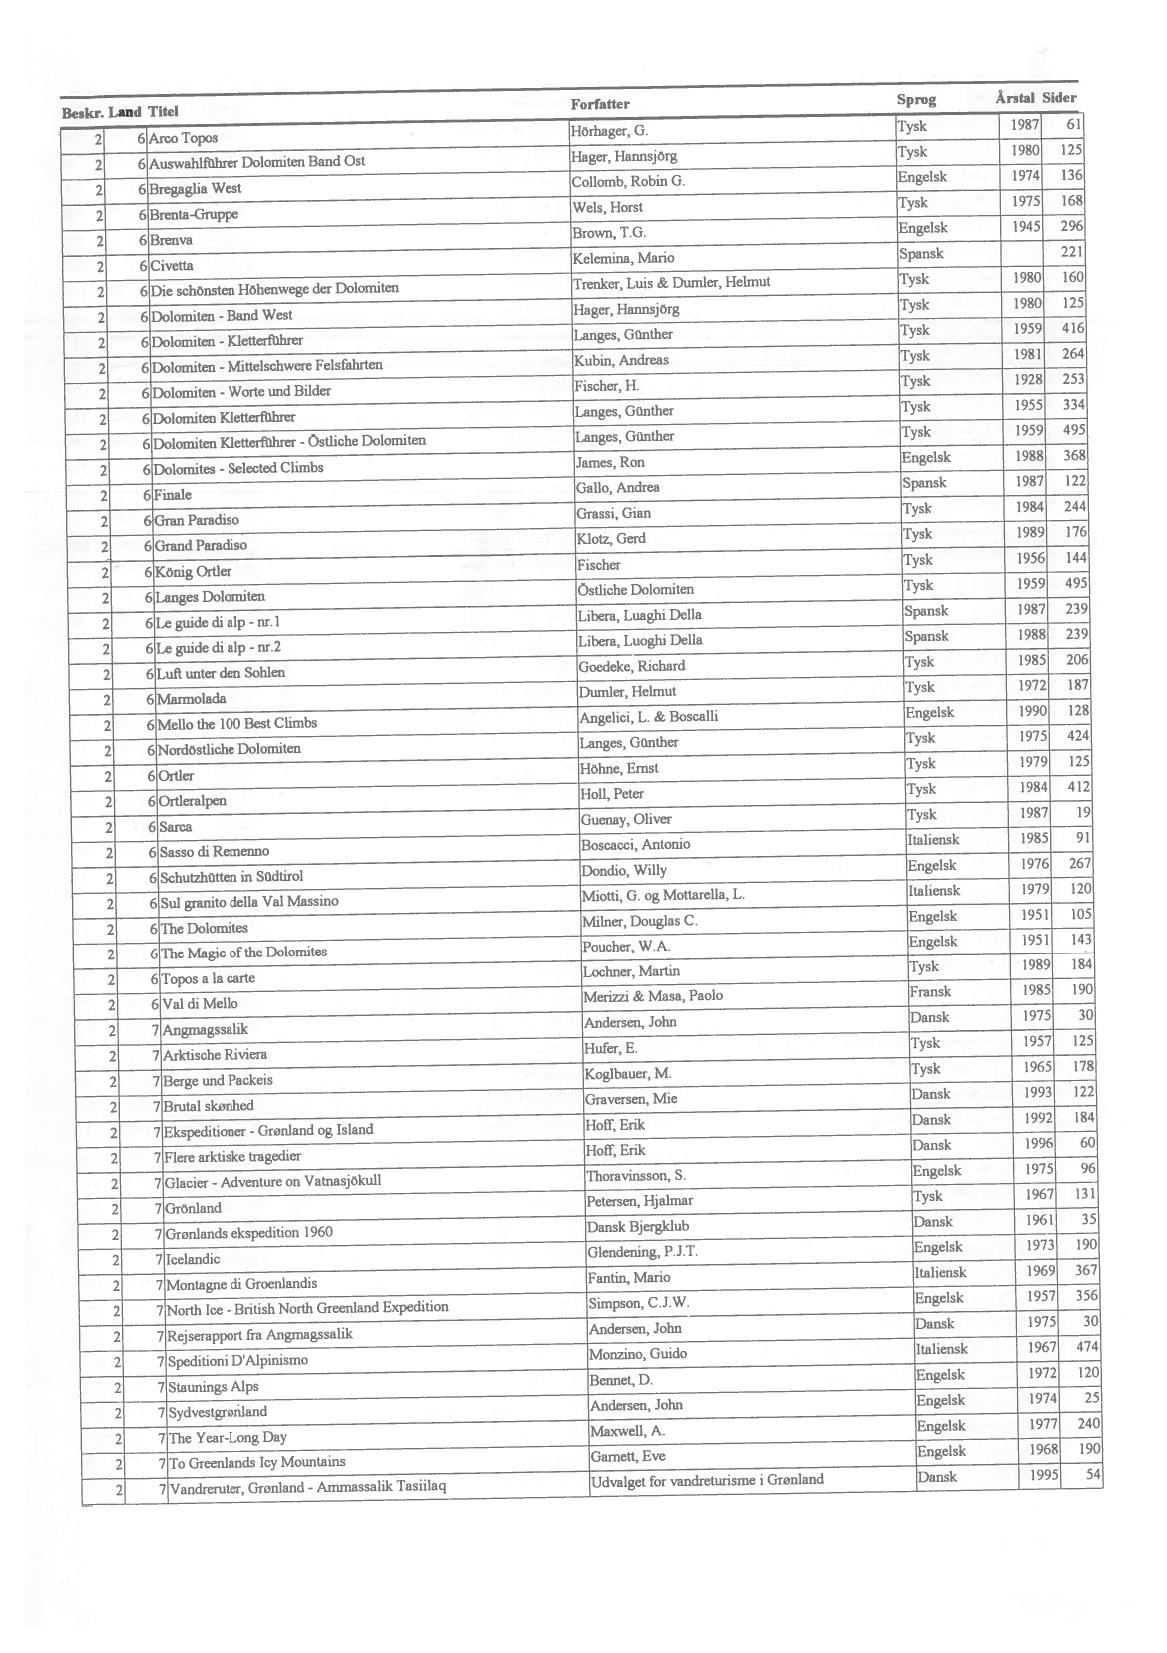 Beskr. Land Titel Forfatter Sprog Årstal Sider
2 6 Arco Topos Hörhager, G. Tysk 1987 61
2 6 Auswahlführer Dolomiten Band Ost Hager, Hannsjörg Tysk 1980 125
2 6 Bregaglia West Collomb, Robin G. Engelsk 1974 136
2 6 Brenta-Gruppe Wels, Horst Tysk 1975 168
2 6 Brenva Brown, T.G. Engelsk 1945 296
2 6 Civetta Kelemina, Mario Spansk 221
2 6 Die schönsten Höhenwege der Dolomiten Trenker, Luis & Dumler, Helmut Tysk 1980 160
2 6 Dolomiten - Band West Hager, Hannsjörg Tysk 1980 125
2 6 Dolomiten - Kletterführer Langes, Günther Tysk 1959 416
2 6 Dolomiten - Mittelschwere Felsfahrten Kubin, Andreas Tysk 1981 264
2 6 Dolomiten - Worte und Bilder Fischer, H. Tysk 1928 253
2 6 Dolomiten Kletterführer Langes, Günther Tysk 1955 334
2 6 Dolomiten Kletterführer - Östliche Dolomiten Langes, Günther Tysk 1959 495
2 6 Dolomites - Selected Climbs James, Ron Engelsk 1988 368
2 6 Finale Gallo, Andrea Spansk 1987 122
2 6 Gran Paradiso Grassi, Gian Tysk 1984 244
2 6 Grand Paradiso Klotz, Gerd Tysk 1989 176
2 6 König Ortler Fischer Tysk 1956 144
2 6 Langes Dolomiten Östliche Dolomiten Tysk 1959 495
2 6 Le guide di alp - nr.1 Libera, Luaghi Della Spansk 1987 239
2 6 Le guide di alp - nr.2 Libera, Luoghi Della Spansk 1988 239
2 6 Luft unter den Sohlen Goedeke, Richard Tysk 1985 206
2 6 Marmolada Dumler, Helmut Tysk 1972 187
2 6 Mello the 100 Best Climbs Angelici, L. & Boscalli Engelsk 1990 128
2 6 Nordöstliche Dolomiten Langes, Günther Tysk 1975 424
2 6 Ortler Höhne, Ernst Tysk 1979 125
2 6 Ortleralpen Holl, Peter Tysk 1984 412
2 6 Sarca Guenay, Oliver Tysk 1987 19
2 6 Sasso di Remenno Boscacci, Antonio Italiensk 1985 91
2 6 Schutzhütten in Südtirol Dondio, Willy Engelsk 1976 267
2 6 Sul granito della Val Massino Miotti, G. og Mottarella, L. Italiensk 1979 120
2 6 The Dolomites Milner, Douglas C. Engelsk 1951 105
2 6 The Magic of the Dolomites Poucher, W.A. Engelsk 1951 143
2 6 Topos a la carte Lochner, Martin Tysk 1989 184
2 6 Val di Mello Merizzi & Masa, Paolo Fransk 1985 190
2 7 Angmagssalik Andersen, John Dansk 1975 30
2 7 Arktische Riviera Hufer, E. Tysk 1957 125
2 7 Berge und Packeis Koglbauer, M. Tysk 1965 178
2 7 Brutal skønhed Graversen, Mie Dansk 1993 122
2 7 Ekspeditioner - Grønland og Island Hoff, Erik Dansk 1992 184
2 7 Flere arktiske tragedier Hoff, Erik Dansk 1996 60
2 7 Glacier - Adventure on Vatnasjökull Thoravinsson, S. Engelsk 1975 96
2 7 Grönland Petersen, Hjalmar Tysk 1967 131
2 7 Grønlands ekspedition 1960 Dansk Bjergklub Dansk 1961 35
2 7 Icelandic Glendening, P.J.T. Engelsk 1973 190
2 7 Montagne di Groenlandis Fantin, Mario Italiensk 1969 367
2 7 North Ice - British North Greenland Expedition Simpson, C.J.W. Engelsk 1957 356
2 7 Rejserapport fra Angmagssalik Andersen, John Dansk 1975 30
2 7 Speditioni D'Alpinismo Monzino, Guido Italiensk 1967 474
2 7 Staunings Alps Bennet, D. Engelsk 1972 120
2 7 Sydvestgrønland Andersen, John Engelsk 1974 25
2 7 The Year-Long Day Maxwell, A. Engelsk 1977 240
2 7 To Greenlands Icy Mountains Garnett, Eve Engelsk 1968 190
2 7 Vandreruter, Grønland - Ammassalik Tasiilaq Udvalget for vandreturisme i Grønland Dansk 1995 54